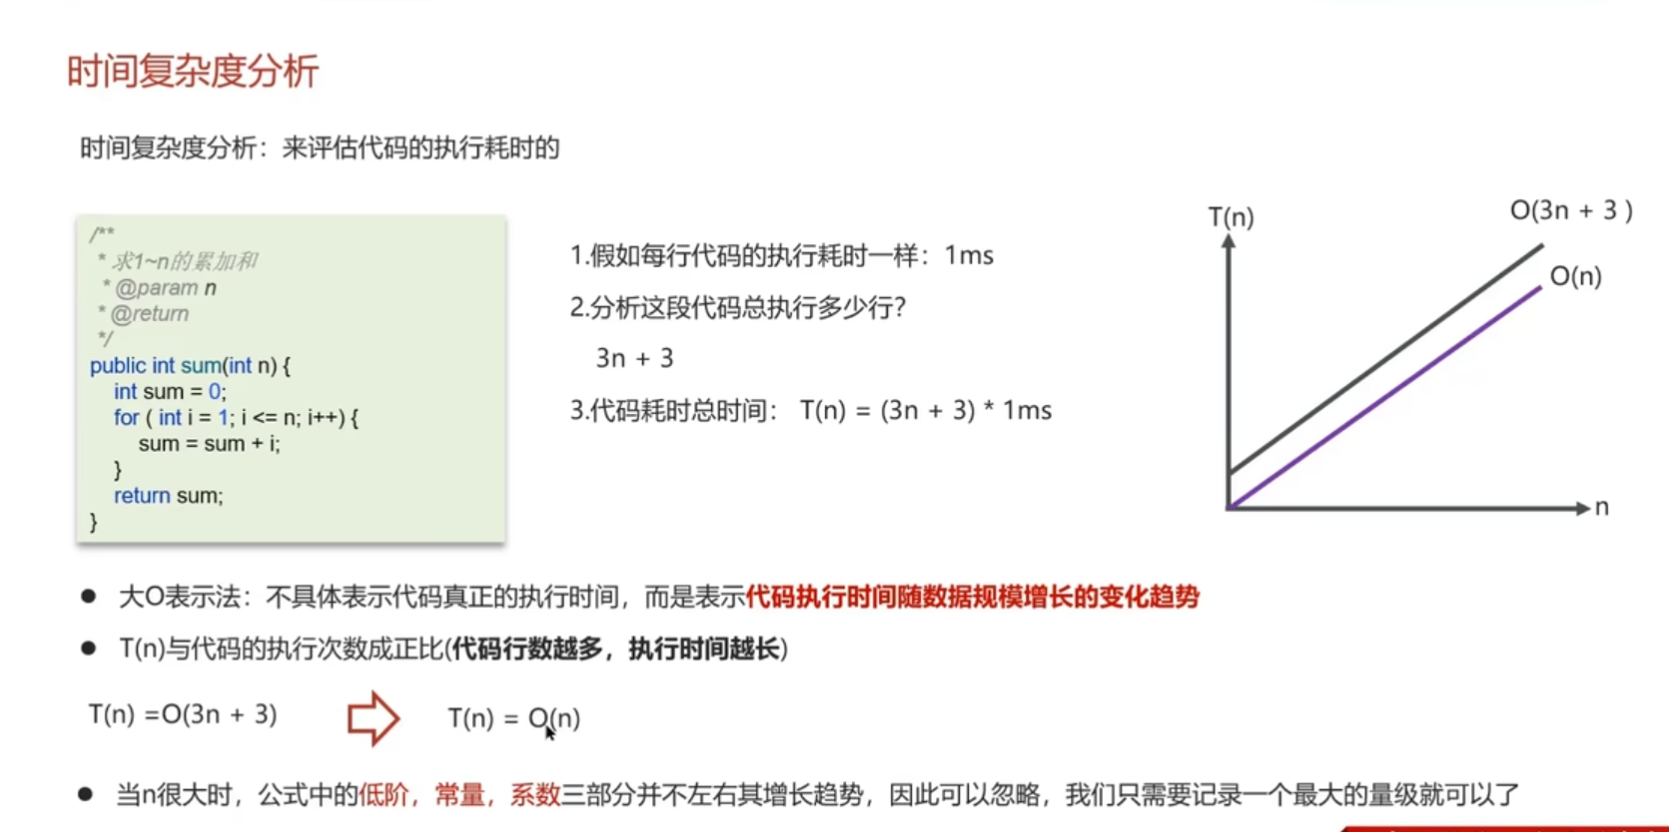 时间复杂度分析
时间复杂度分析：来评估代码的执行耗时的
/**
* 求1~n的累加和
* @param n
* @return
*/
public int sum(int n) {
int sum = 0;
for ( int i = 1; i <= n; i++) {
sum = sum + i;
}
return sum;
}
1.假如每行代码的执行耗时一样：1ms
2.分析这段代码总执行多少行？
3n + 3
3.代码耗时总时间： T(n) = (3n + 3) * 1ms
T(n)
O(3n + 3 )
O(n)
n
● 大O表示法：不具体表示代码真正的执行时间，而是表示代码执行时间随数据规模增长的变化趋势
● T(n)与代码的执行次数成正比(代码行数越多，执行时间越长)
T(n) =O(3n + 3) T(n) = O(n)
● 当n很大时，公式中的低阶，常量，系数三部分并不左右其增长趋势，因此可以忽略，我们只需要记录一个最大的量级就可以了